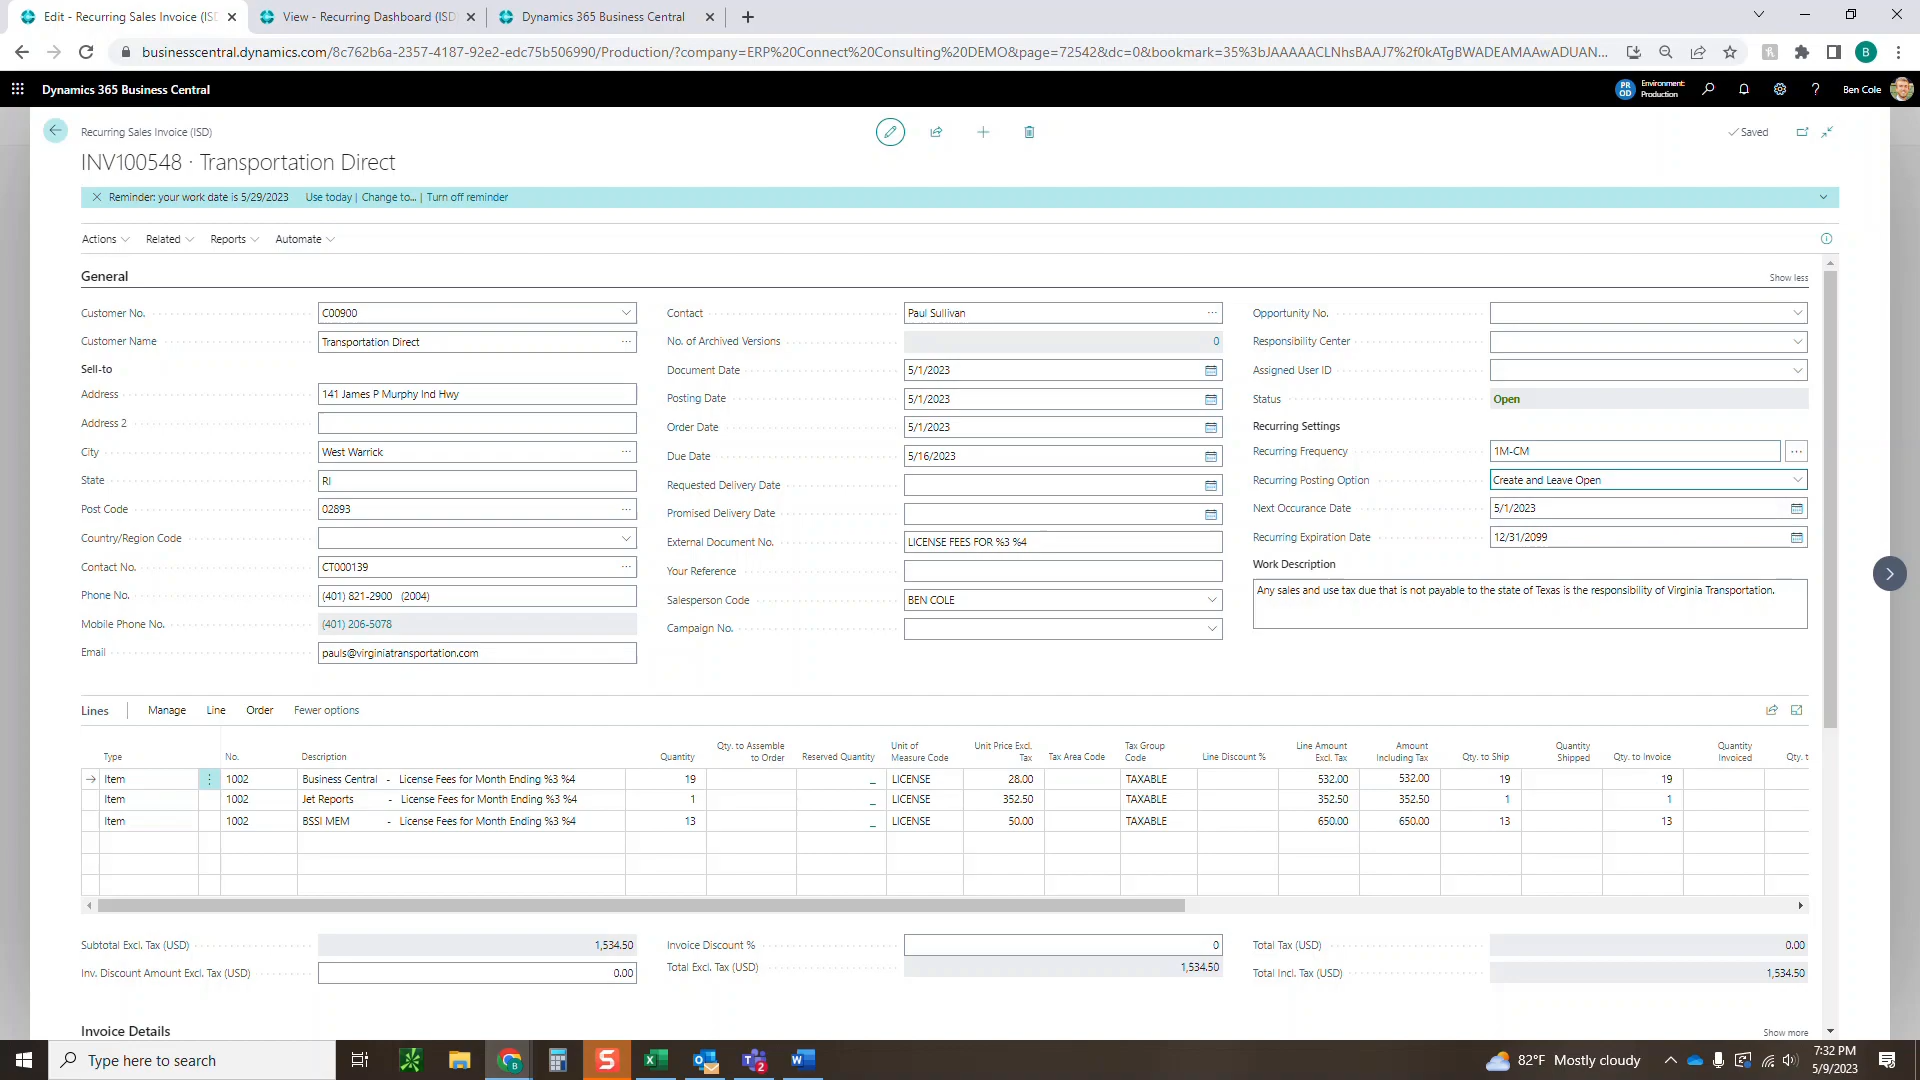 Edit - Recurring Sales Invoice (ISD
View - Recurring Dashboard (ISD)
Dynamics 365 Business Central
businesscentral.dynamics.com/8c762b6a-2357-4187-92e2-edc75b506990/Production/?company=ERP%20Connect%20Consulting%20DEMO&page=72542&dc=0&bookmark=35%3bJAAAAACLNhsBAAJ7%2f0kATgBWADEAMAAwADUAN...
B
Dynamics 365 Business Central
PROD
Environment: Production
Ben Cole
Recurring Sales Invoice (ISD)
Saved
INV100548 · Transportation Direct
Reminder: your work date is 5/29/2023 Use today | Change to... | Turn off reminder
Actions Related Reports Automate
General
Show less
Customer No. C00900
Customer Name Transportation Direct
Sell-to
Address 141 James P Murphy Ind Hwy
Address 2
City West Warrick
State RI
Post Code 02893
Country/Region Code
Contact No. CT000139
Phone No. (401) 821-2900 (2004)
Mobile Phone No. (401) 206-5078
Email pauls@virginiatransportation.com
Contact Paul Sullivan
No. of Archived Versions 0
Document Date 5/1/2023
Posting Date 5/1/2023
Order Date 5/1/2023
Due Date 5/16/2023
Requested Delivery Date
Promised Delivery Date
External Document No. LICENSE FEES FOR %3 %4
Your Reference
Salesperson Code BEN COLE
Campaign No.
Opportunity No.
Responsibility Center
Assigned User ID
Status Open
Recurring Settings
Recurring Frequency 1M-CM
Recurring Posting Option Create and Leave Open
Next Occurance Date 5/1/2023
Recurring Expiration Date 12/31/2099
Work Description
Any sales and use tax due that is not payable to the state of Texas is the responsibility of Virginia Transportation.
Lines Manage Line Order Fewer options
Type No. Description Quantity Qty. to Assemble to Order Reserved Quantity Unit of Measure Code Unit Price Excl. Tax Tax Area Code Tax Group Code Line Discount % Line Amount Excl. Tax Amount Including Tax Qty. to Ship Quantity Shipped Qty. to Invoice Quantity Invoiced Qty. t
Item 1002 Business Central - License Fees for Month Ending %3 %4 19 _ LICENSE 28.00 TAXABLE 532.00 532.00 19 19
Item 1002 Jet Reports - License Fees for Month Ending %3 %4 1 _ LICENSE 352.50 TAXABLE 352.50 352.50 1 1
Item 1002 BSSI MEM - License Fees for Month Ending %3 %4 13 _ LICENSE 50.00 TAXABLE 650.00 650.00 13 13
Subtotal Excl. Tax (USD) 1,534.50
Inv. Discount Amount Excl. Tax (USD) 0.00
Invoice Discount % 0
Total Excl. Tax (USD) 1,534.50
Total Tax (USD) 0.00
Total Incl. Tax (USD) 1,534.50
Invoice Details
Show more
Type here to search
82°F Mostly cloudy
7:32 PM
5/9/2023